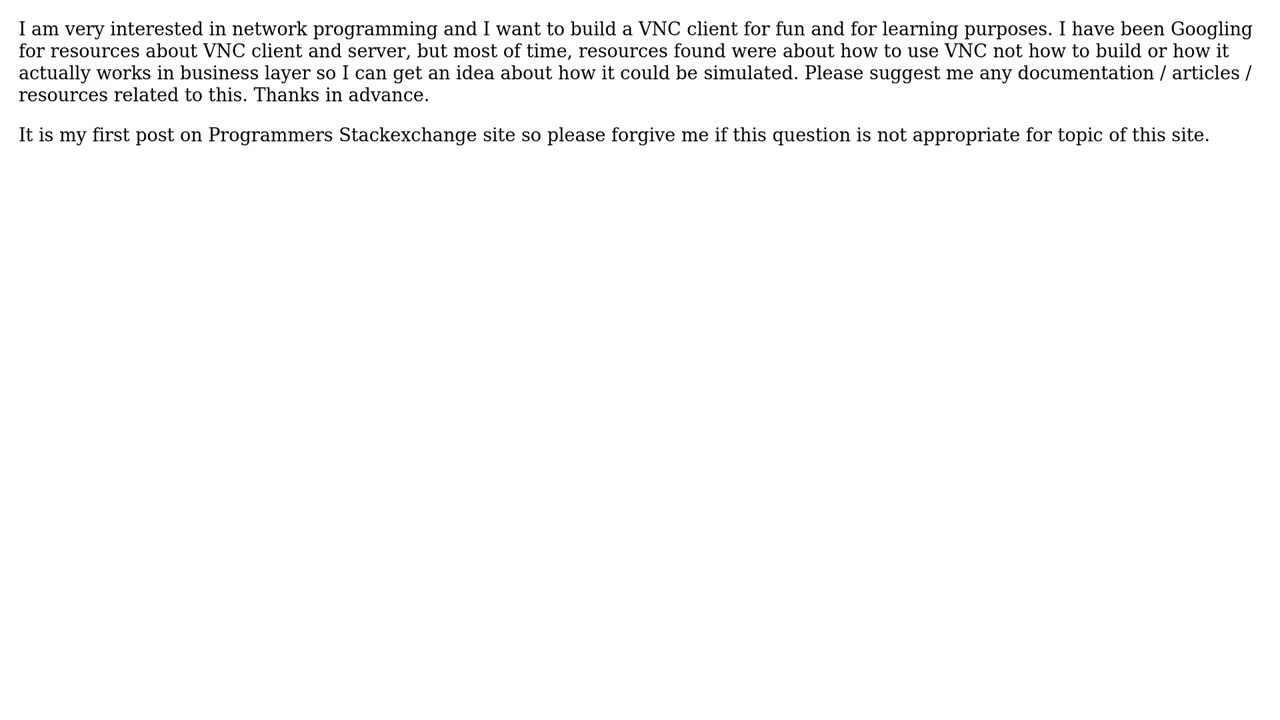 I am very interested in network programming and I want to build a VNC client for fun and for learning purposes. I have been Googling
for resources about VNC client and server, but most of time, resources found were about how to use VNC not how to build or how it
actually works in business layer so I can get an idea about how it could be simulated. Please suggest me any documentation / articles /
resources related to this. Thanks in advance.
It is my first post on Programmers Stackexchange site so please forgive me if this question is not appropriate for topic of this site.